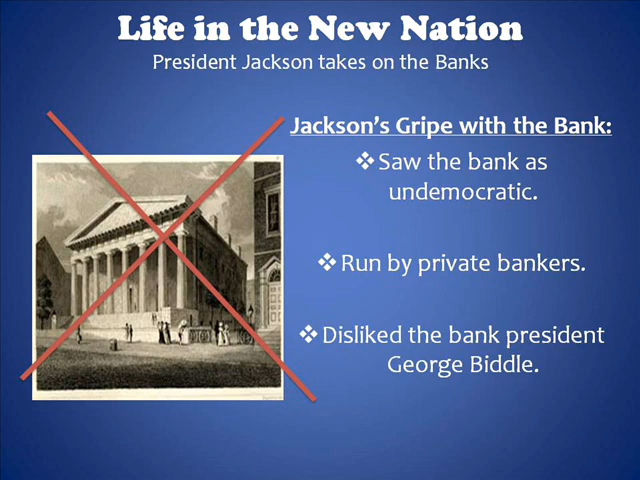 Life in the New Nation
President Jackson takes on the Banks
Jackson's Gripe with the Bank:
❖Saw the bank as
undemocratic.
❖Run by private bankers.
❖Disliked the bank president
George Biddle.